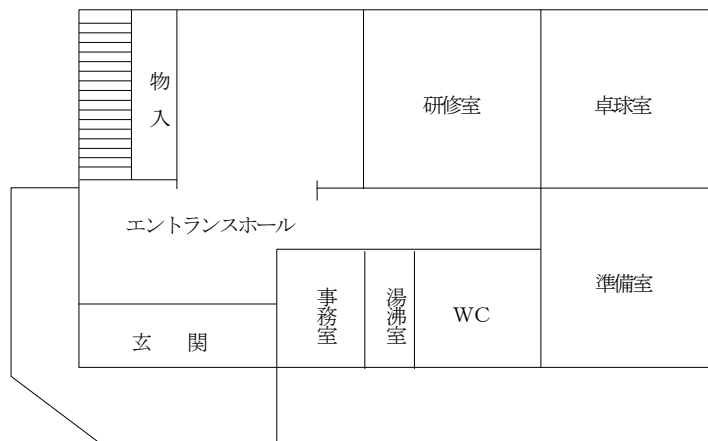 物入
研修室
卓球室
エントランスホール
準備室
事務室
湯沸室
WC
玄　関